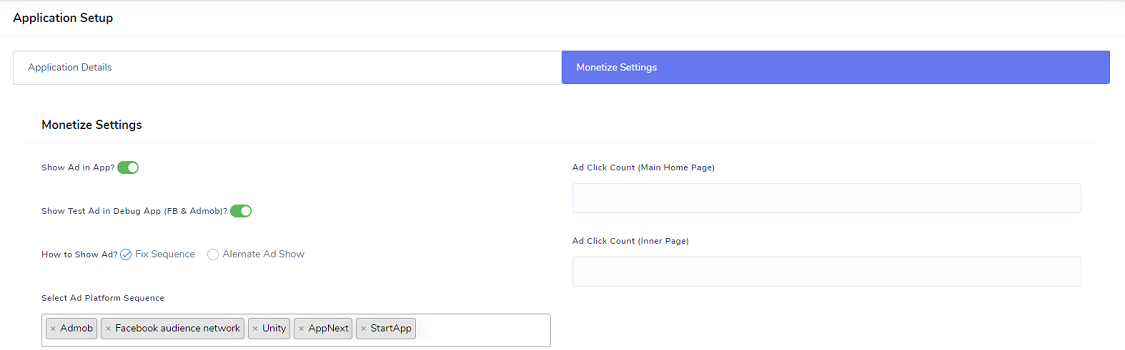 Application Setup
Application Details
Monetize Settings
Monetize Settings
Show Ad in App?
Ad Click Count (Main Home Page)
Show Test Ad in Debug App (FB & Admob)?
Ad Click Count (Inner Page)
How to Show Ad? Fix Sequence Alernate Ad Show
Select Ad Platform Sequence
× Admob × Facebook audience network × Unity × AppNext × StartApp